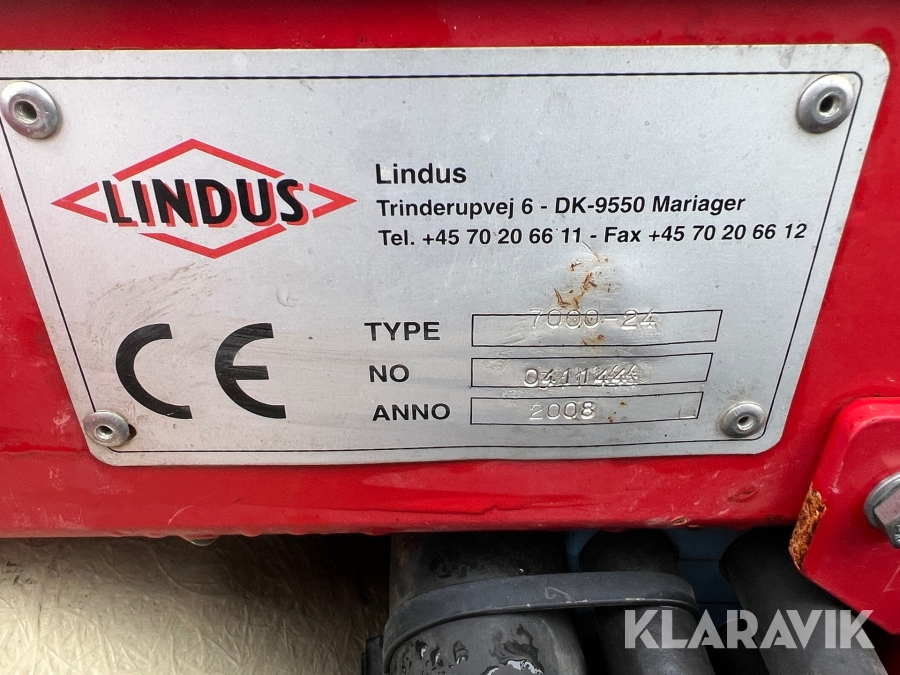 LINDUS
Lindus
Trinderupvej 6 - DK-9550 Mariager
Tel. +45 70 20 66 11 - Fax +45 70 20 66 12
CE
TYPE 7000-24
NO
ANNO 2008
KLARAVIK